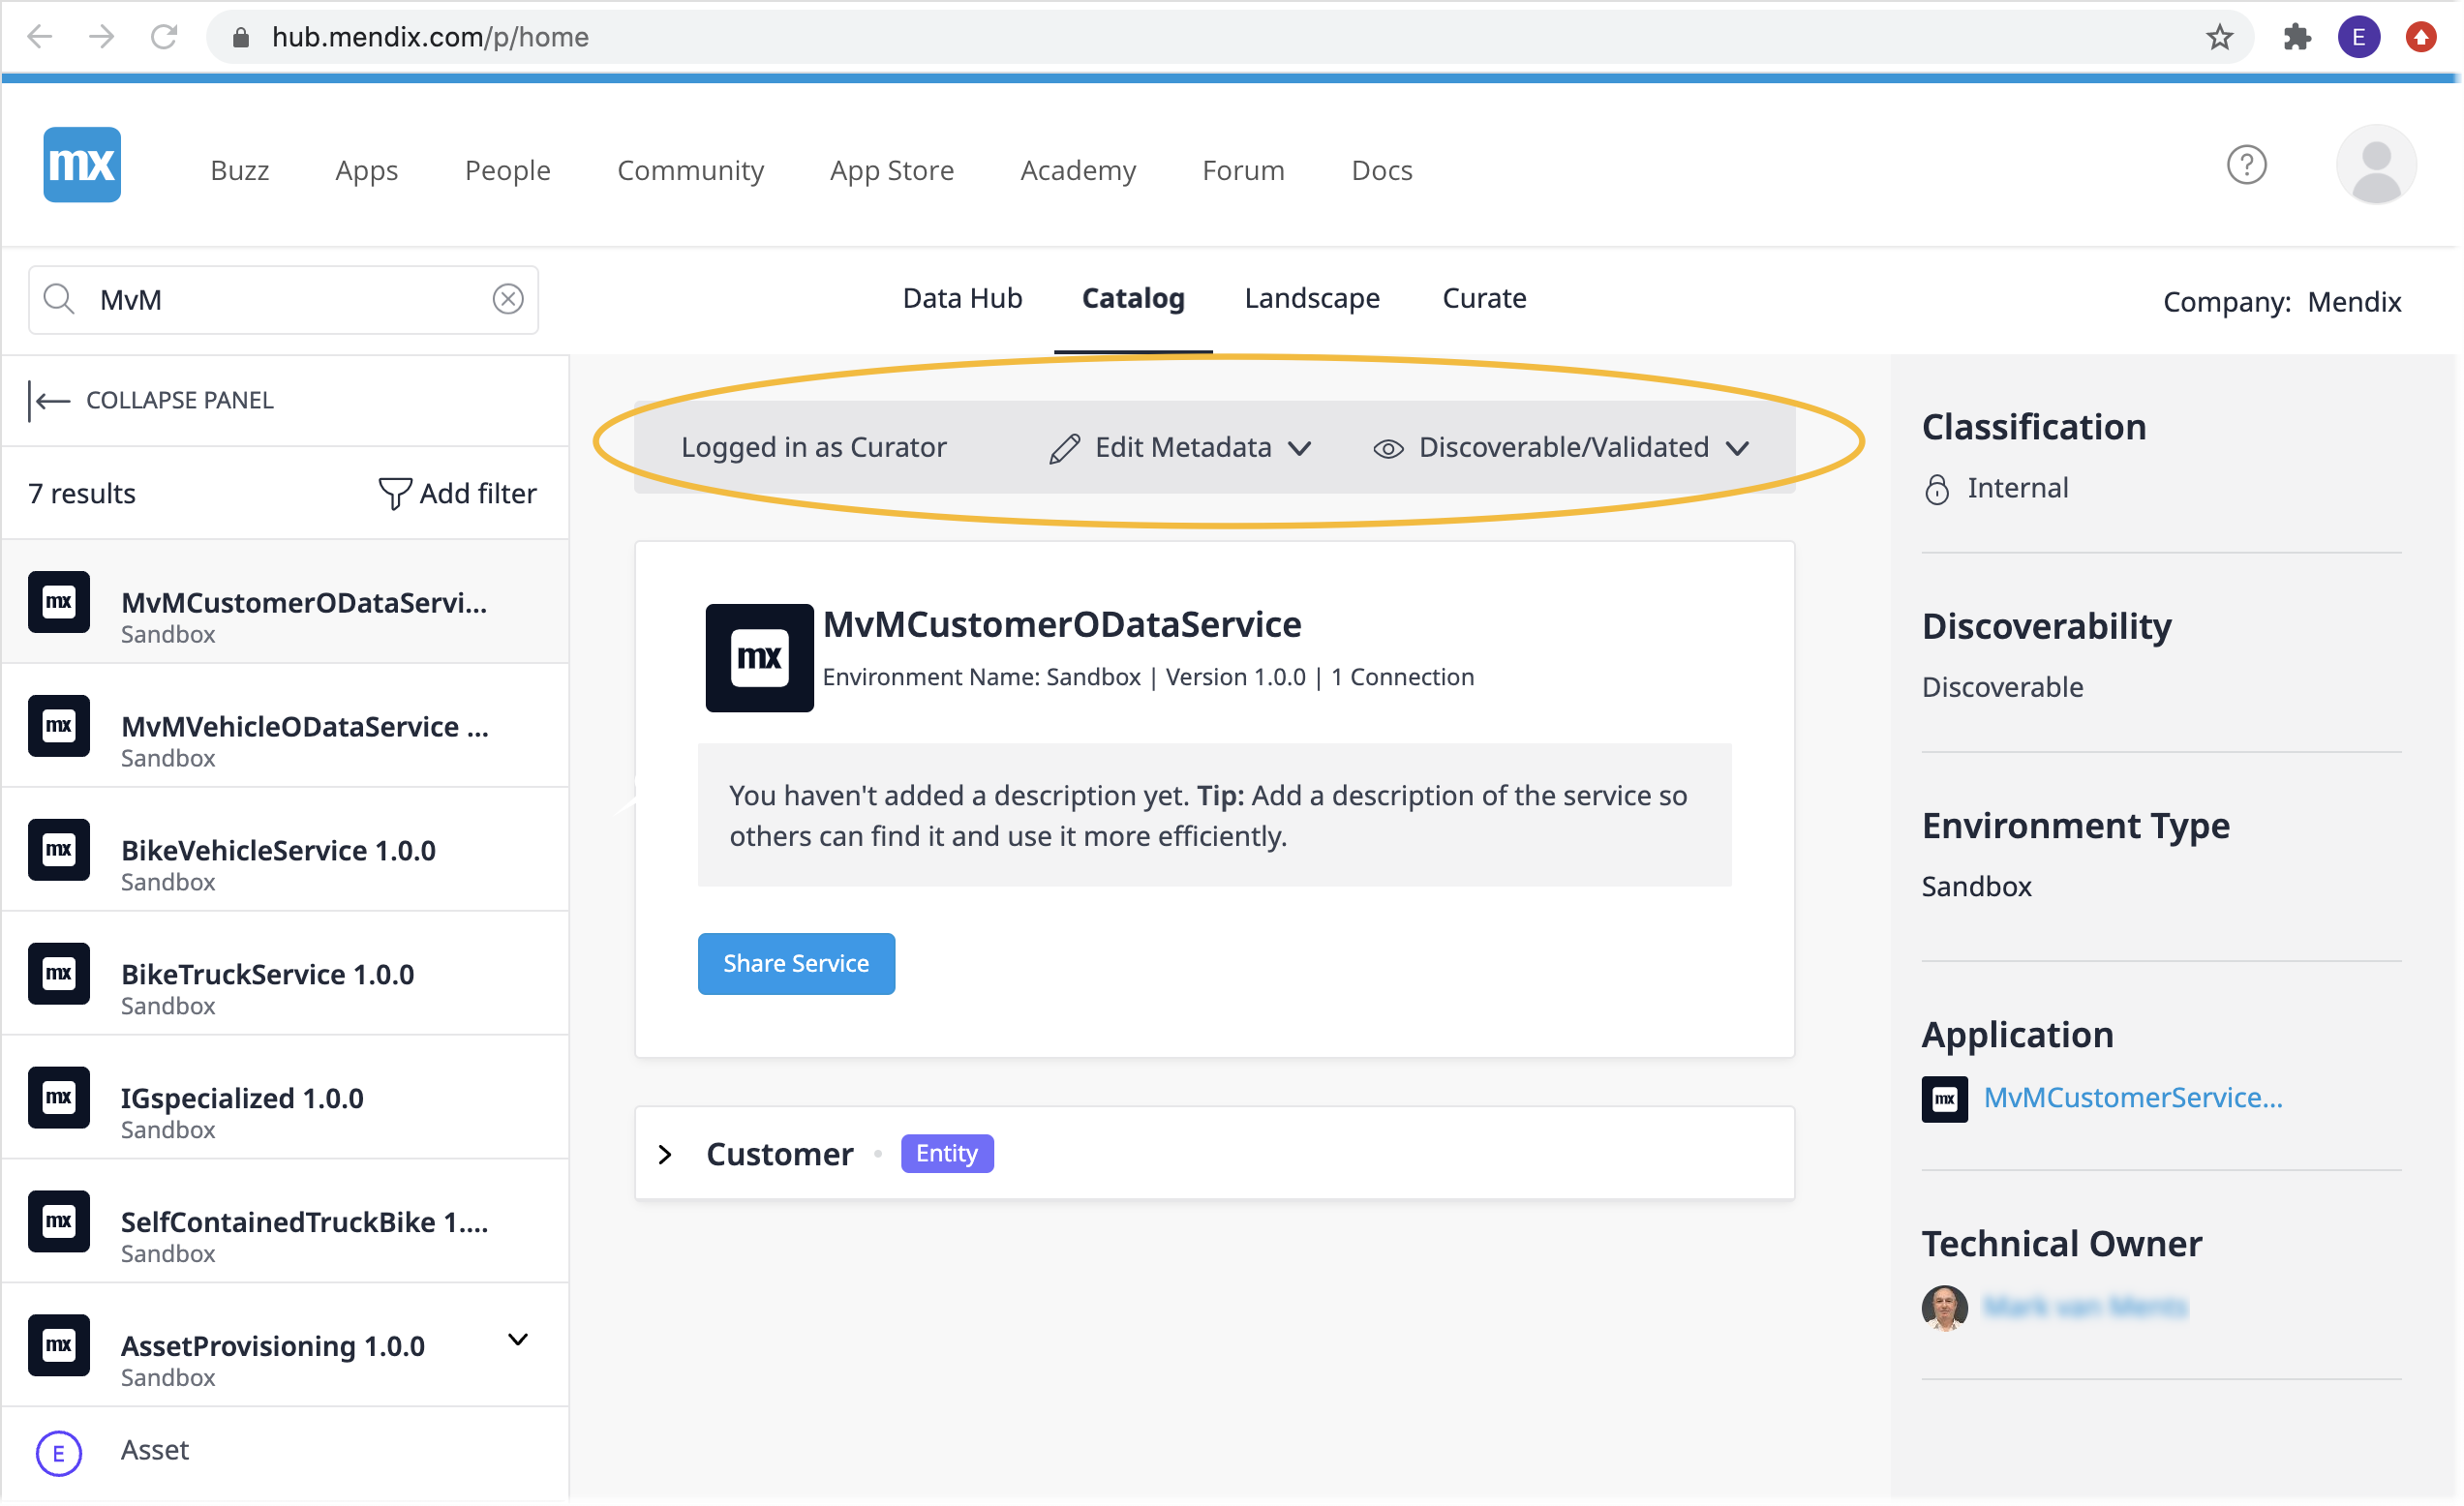 hub.mendix.com/p/home
E
mx
Buzz
Apps
People
Community
App Store
Academy
Forum
Docs
?
MvM
Data Hub
Catalog
Landscape
Curate
Company: Mendix
COLLAPSE PANEL
7 results
Add filter
mx
MvMCustomerODataServi...
Sandbox
mx
MvMVehicleODataService ...
Sandbox
mx
BikeVehicleService 1.0.0
Sandbox
mx
BikeTruckService 1.0.0
Sandbox
mx
IGspecialized 1.0.0
Sandbox
mx
SelfContainedTruckBike 1....
Sandbox
mx
AssetProvisioning 1.0.0
Sandbox
E
Asset
Logged in as Curator
Edit Metadata
Discoverable/Validated
mx
MvMCustomerODataService
Environment Name: Sandbox | Version 1.0.0 | 1 Connection
You haven't added a description yet. Tip: Add a description of the service so
others can find it and use it more efficiently.
Share Service
Customer
Entity
Classification
Internal
Discoverability
Discoverable
Environment Type
Sandbox
Application
mx
MvMCustomerService...
Technical Owner